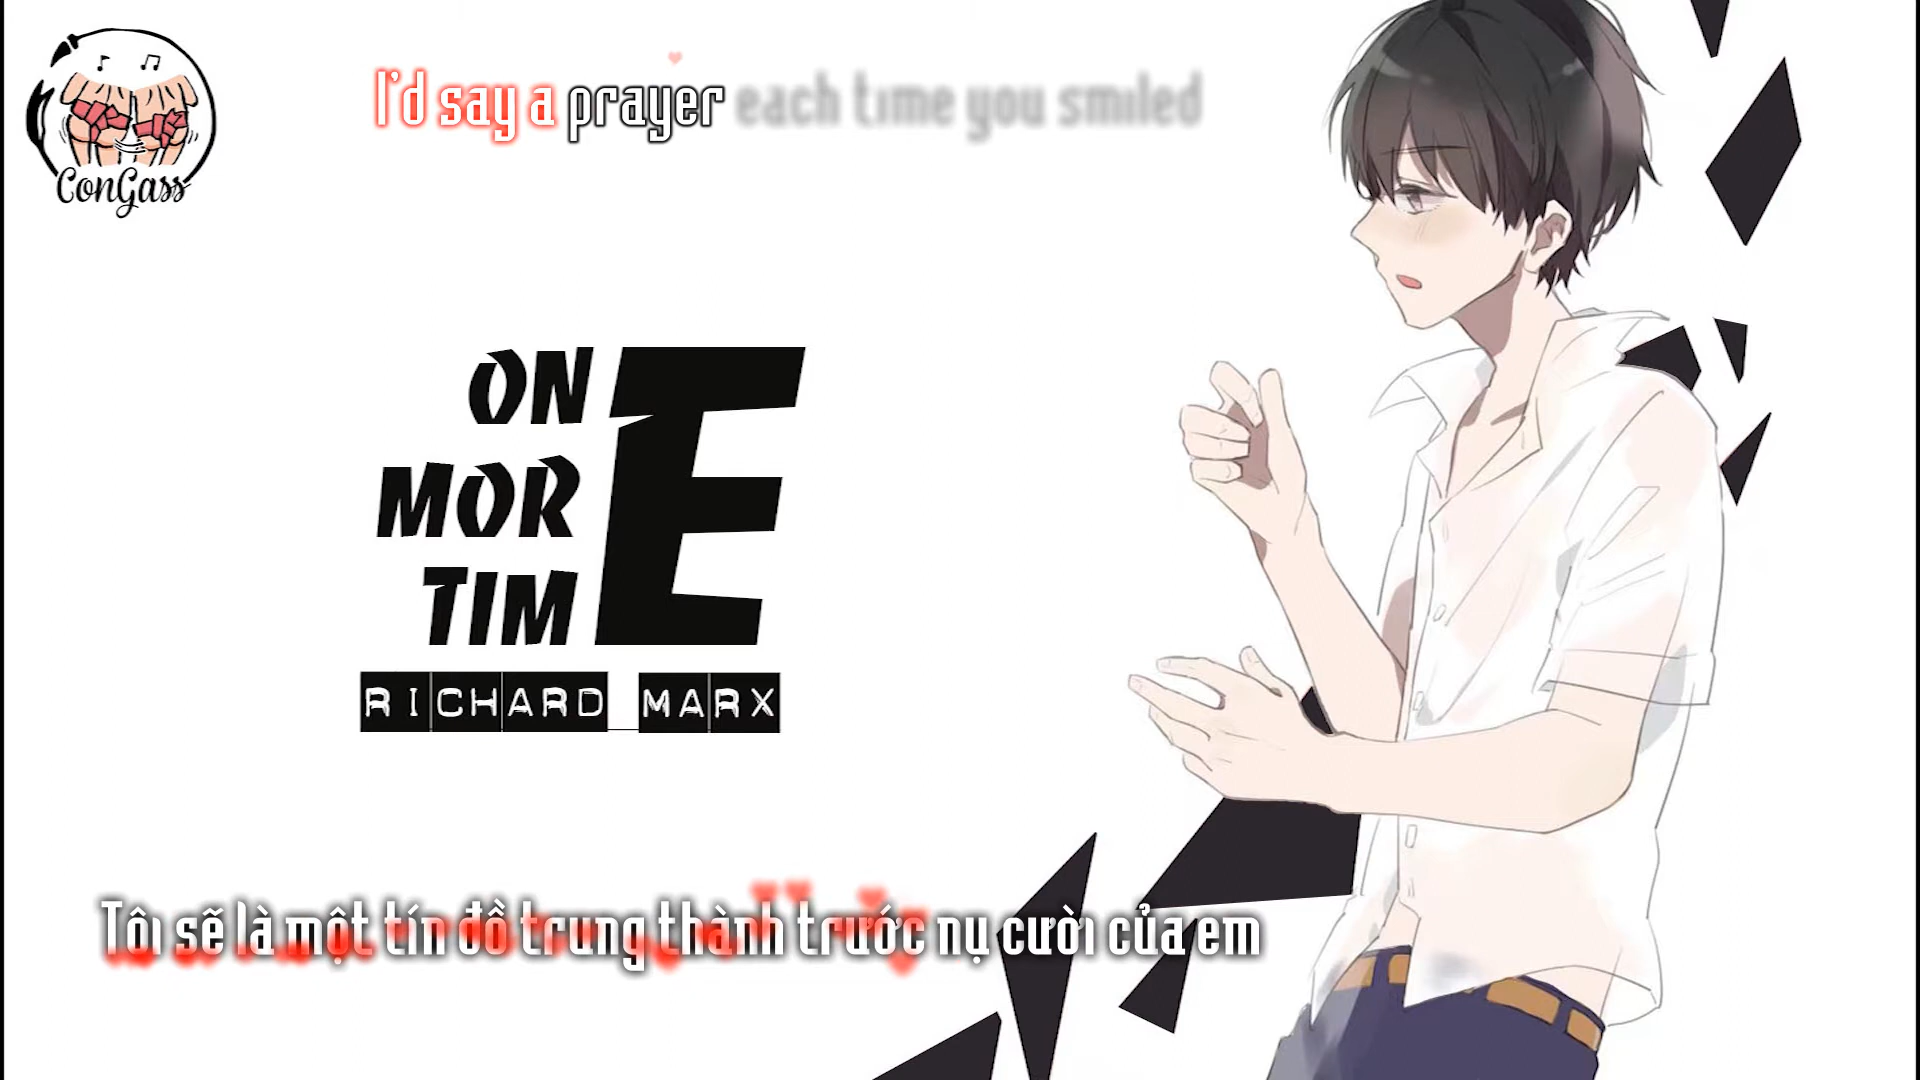 ConGass
I'd say a prayer each time you smiled
ON
MOR
TIM E
RICHARD MARX
Tôi sẽ là một tín đồ trung thành trước nụ cười của em